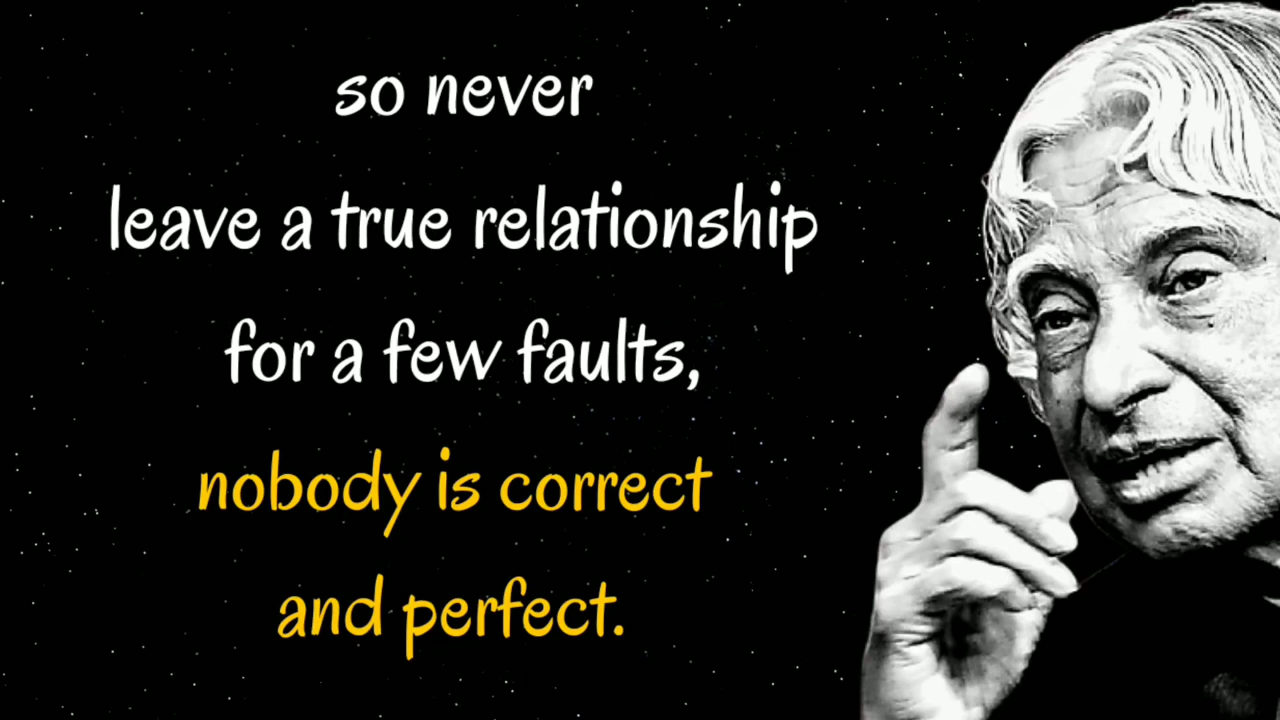 so never
leave a true relationship
for a few faults,
nobody is correct
and perfect.